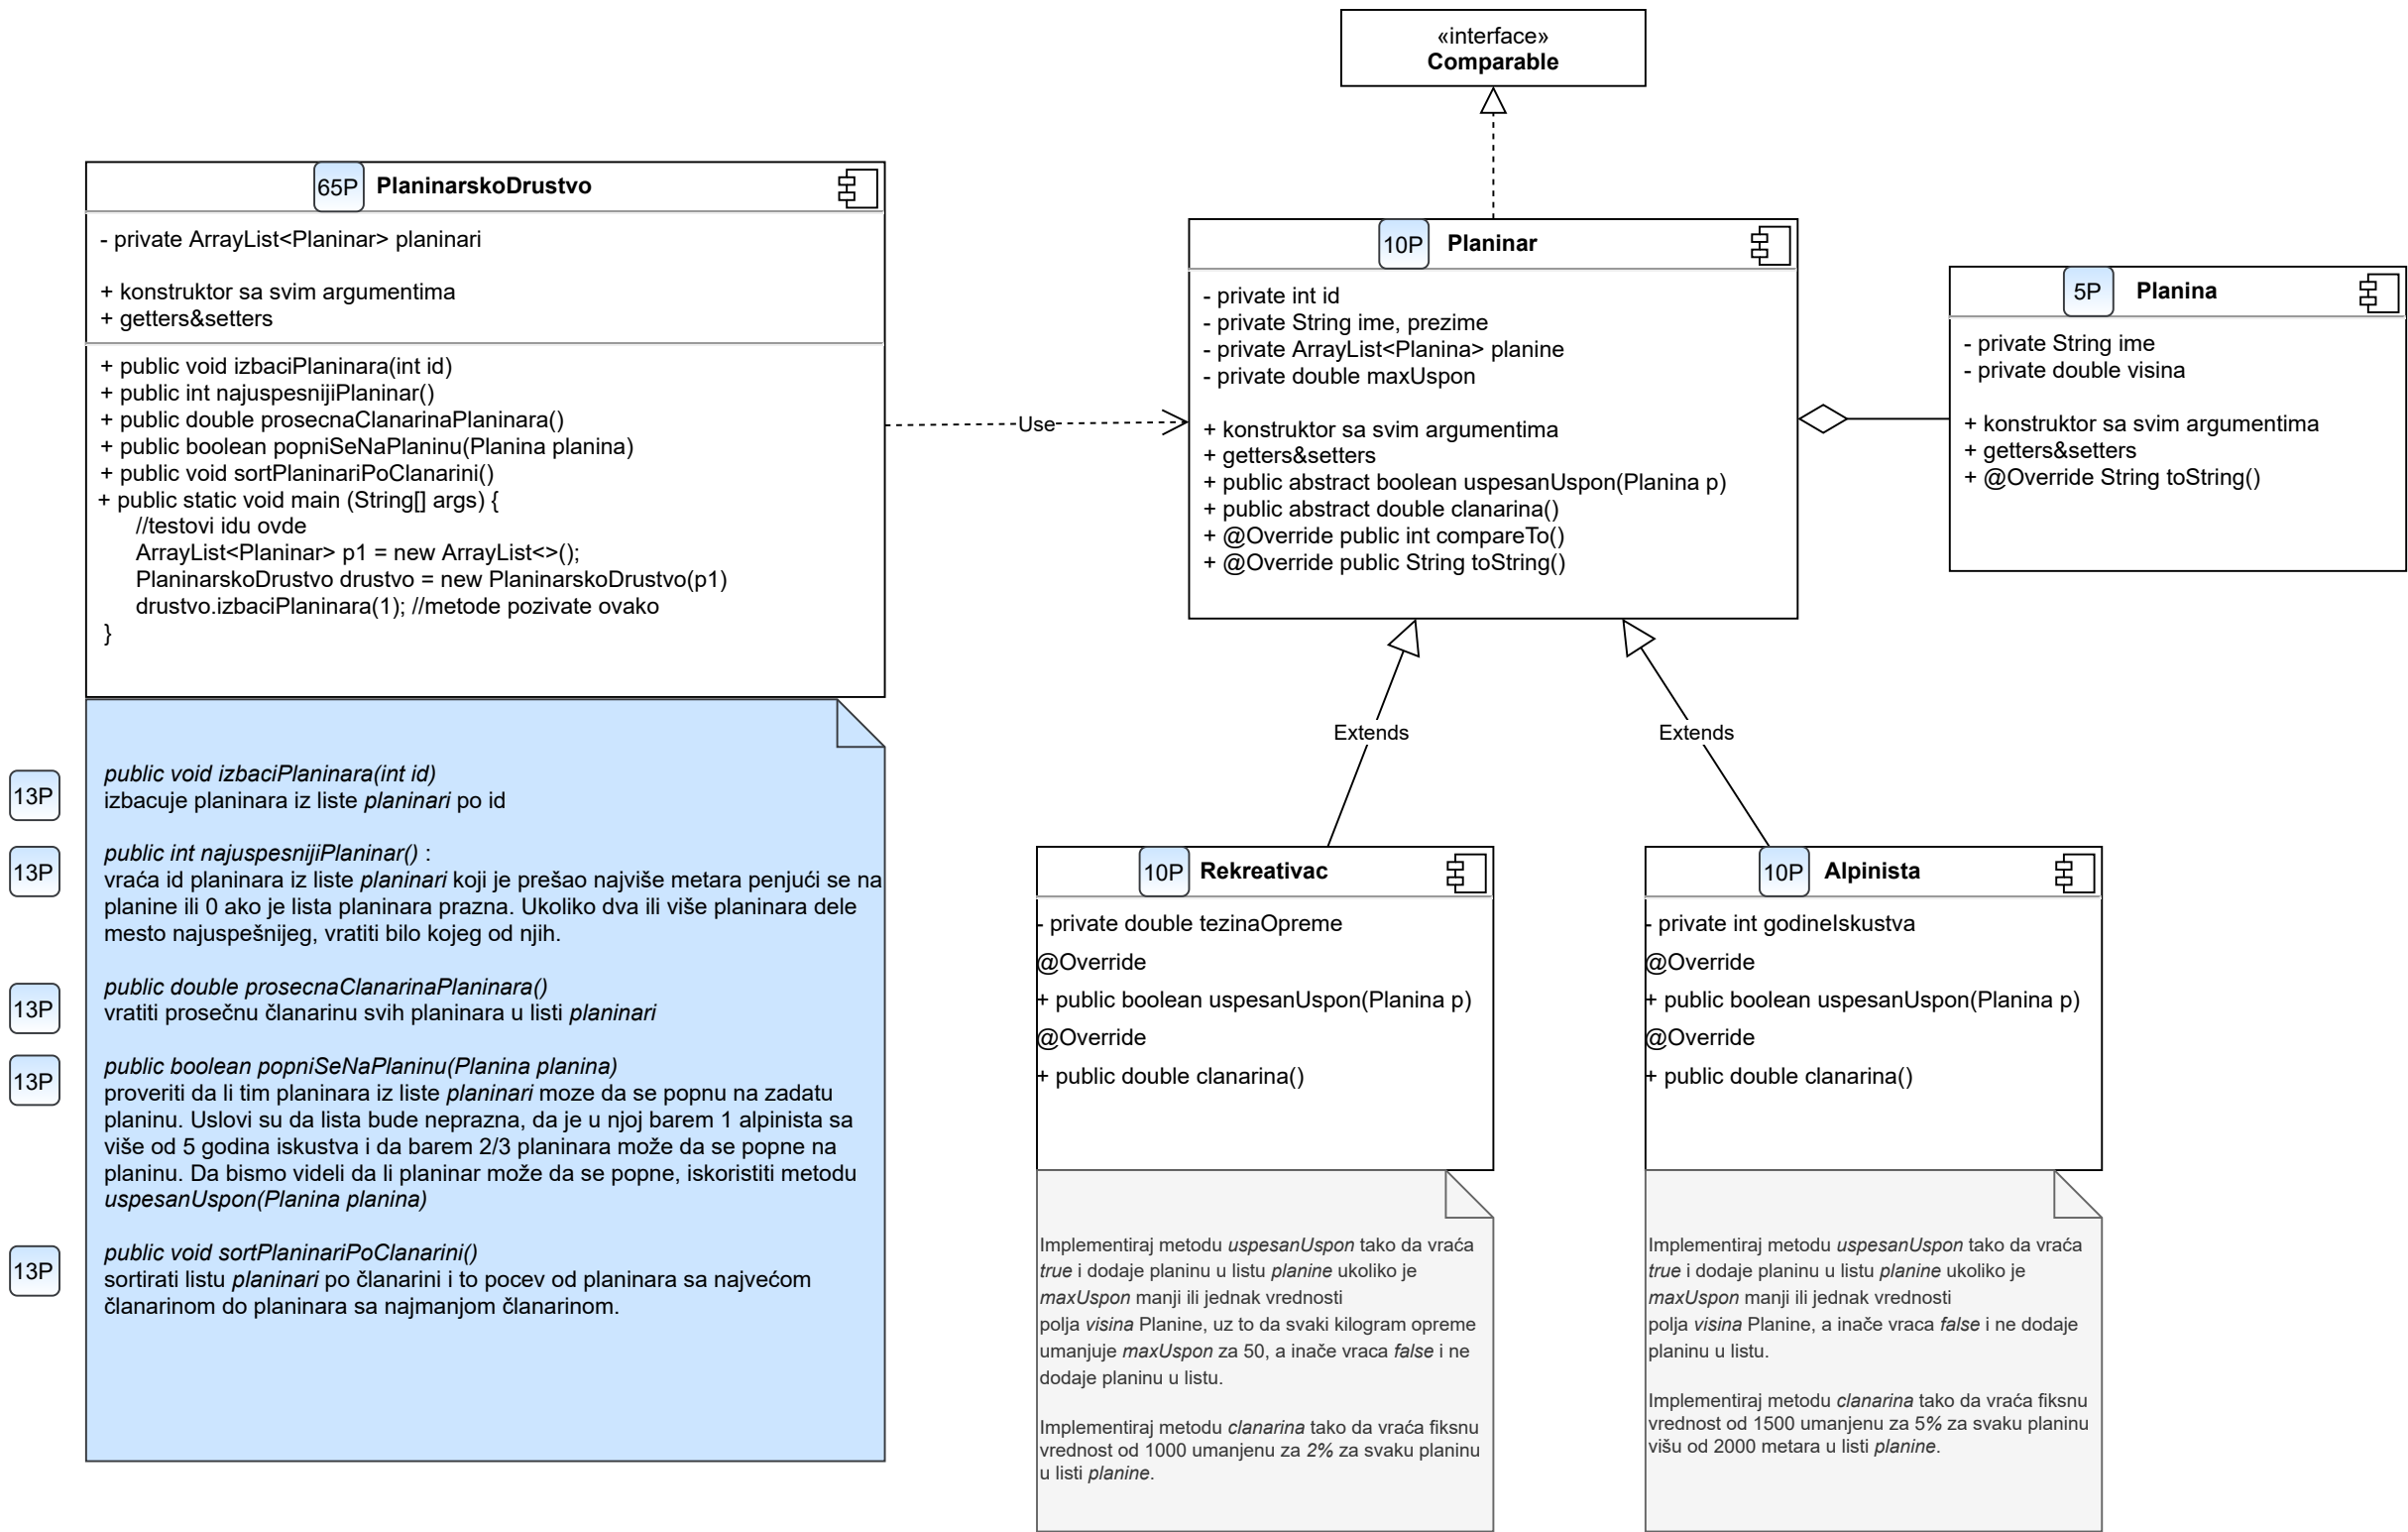 «interface»
Comparable
65P PlaninarskoDrustvo
- private ArrayList<Planinar> planinari
+ konstruktor sa svim argumentima
+ getters&setters
+ public void izbaciPlaninara(int id)
+ public int najuspesnijiPlaninar()
+ public double prosecnaClanarinaPlaninara()
+ public boolean popniSeNaPlaninu(Planina planina)
+ public void sortPlaninariPoClanarini()
+ public static void main (String[] args) {
//testovi idu ovde
ArrayList<Planinar> p1 = new ArrayList<>();
PlaninarskoDrustvo drustvo = new PlaninarskoDrustvo(p1)
drustvo.izbaciPlaninara(1); //metode pozivate ovako
}
Use
10P Planinar
- private int id
- private String ime, prezime
- private ArrayList<Planina> planine
- private double maxUspon
+ konstruktor sa svim argumentima
+ getters&setters
+ public abstract boolean uspesanUspon(Planina p)
+ public abstract double clanarina()
+ @Override public int compareTo()
+ @Override public String toString()
5P Planina
- private String ime
- private double visina
+ konstruktor sa svim argumentima
+ getters&setters
+ @Override String toString()
Extends
Extends
13P
public void izbaciPlaninara(int id)
izbacuje planinara iz liste planinari po id
13P
public int najuspesnijiPlaninar() :
vraća id planinara iz liste planinari koji je prešao najviše metara penjući se na
planine ili 0 ako je lista planinara prazna. Ukoliko dva ili više planinara dele
mesto najuspešnijeg, vratiti bilo kojeg od njih.
13P
public double prosecnaClanarinaPlaninara()
vratiti prosečnu članarinu svih planinara u listi planinari
13P
public boolean popniSeNaPlaninu(Planina planina)
proveriti da li tim planinara iz liste planinari moze da se popnu na zadatu
planinu. Uslovi su da lista bude neprazna, da je u njoj barem 1 alpinista sa
više od 5 godina iskustva i da barem 2/3 planinara može da se popne na
planinu. Da bismo videli da li planinar može da se popne, iskoristiti metodu
uspesanUspon(Planina planina)
13P
public void sortPlaninariPoClanarini()
sortirati listu planinari po članarini i to pocev od planinara sa najvećom
članarinom do planinara sa najmanjom članarinom.
10P Rekreativac
- private double tezinaOpreme
@Override
+ public boolean uspesanUspon(Planina p)
@Override
+ public double clanarina()
Implementiraj metodu uspesanUspon tako da vraća
true i dodaje planinu u listu planine ukoliko je
maxUspon manji ili jednak vrednosti
polja visina Planine, uz to da svaki kilogram opreme
umanjuje maxUspon za 50, a inače vraca false i ne
dodaje planinu u listu.
Implementiraj metodu clanarina tako da vraća fiksnu
vrednost od 1000 umanjenu za 2% za svaku planinu
u listi planine.
10P Alpinista
- private int godineIskustva
@Override
+ public boolean uspesanUspon(Planina p)
@Override
+ public double clanarina()
Implementiraj metodu uspesanUspon tako da vraća
true i dodaje planinu u listu planine ukoliko je
maxUspon manji ili jednak vrednosti
polja visina Planine, a inače vraca false i ne dodaje
planinu u listu.
Implementiraj metodu clanarina tako da vraća fiksnu
vrednost od 1500 umanjenu za 5% za svaku planinu
višu od 2000 metara u listi planine.